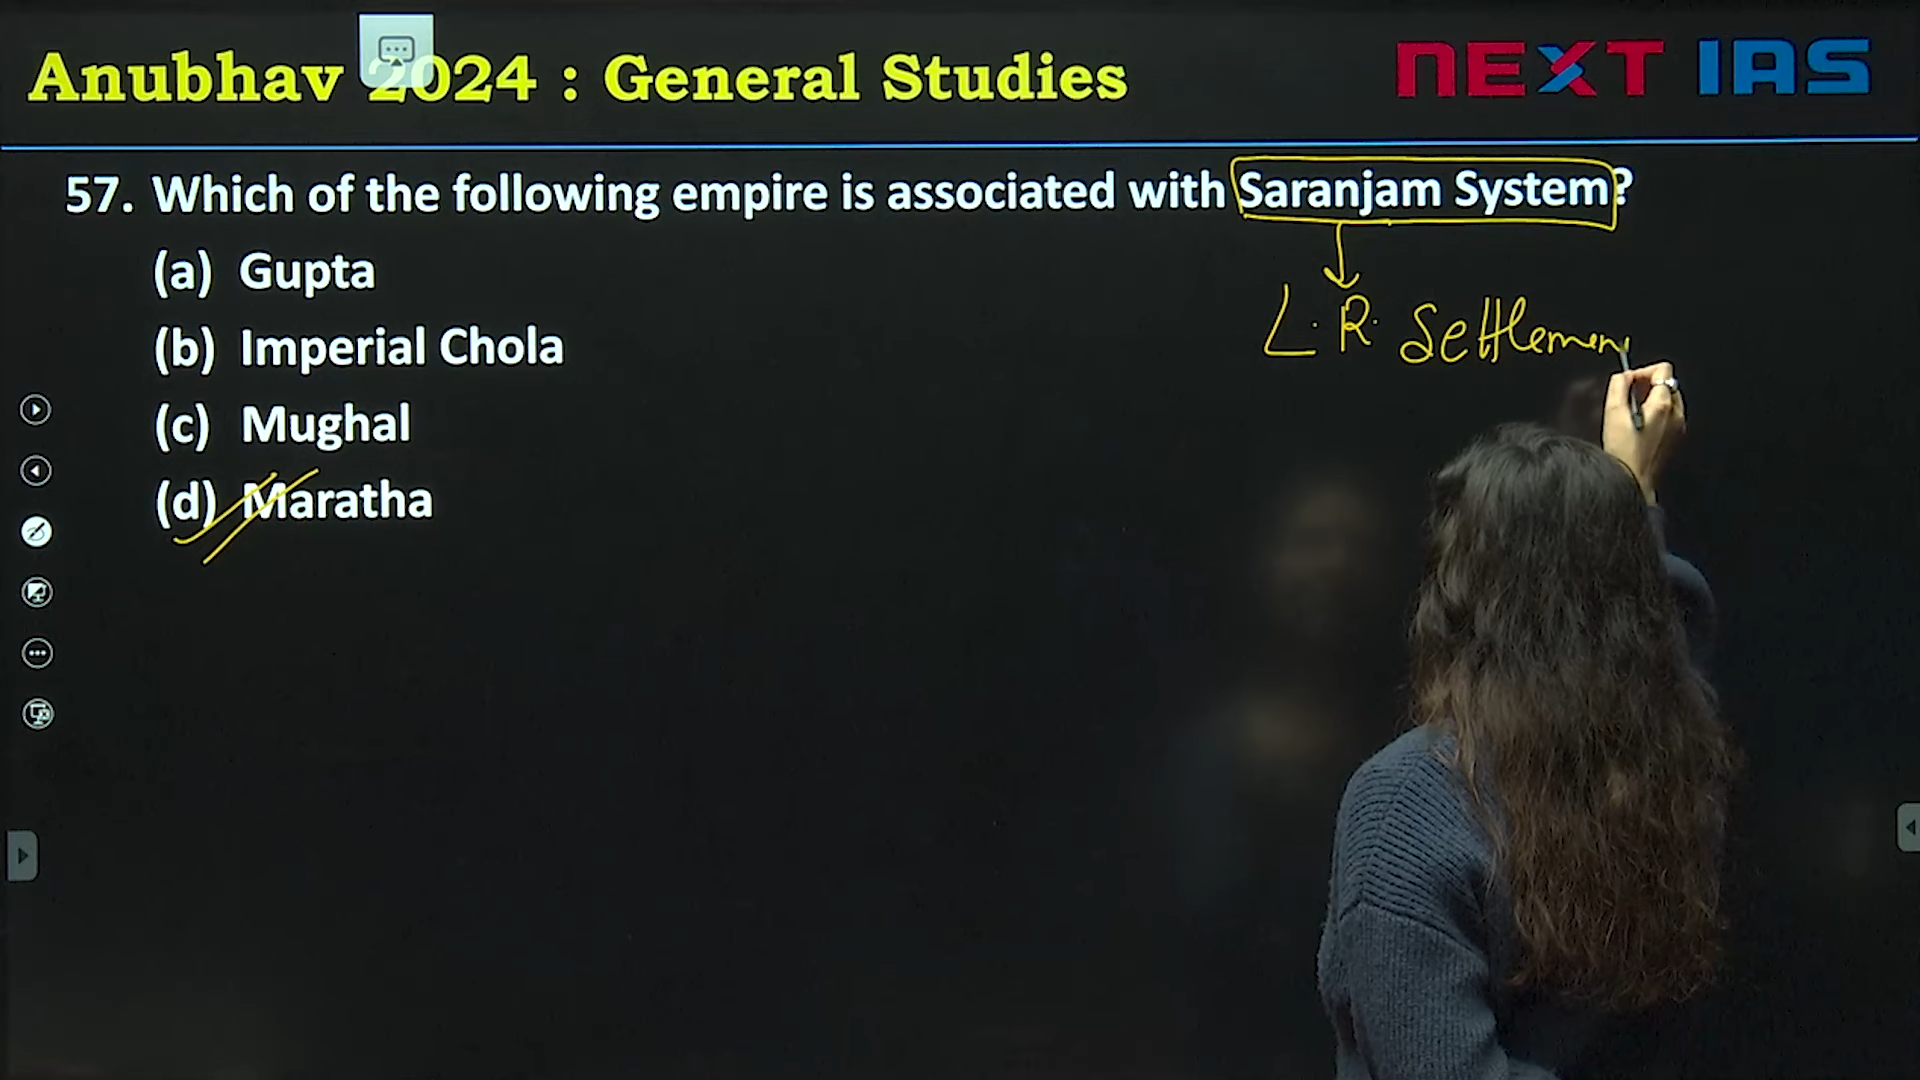 Anubhav 2024 : General Studies
NEXT IAS
57. Which of the following empire is associated with Saranjam System?
(a) Gupta
(b) Imperial Chola
(c) Mughal
(d) Maratha
L.R. Settlemen